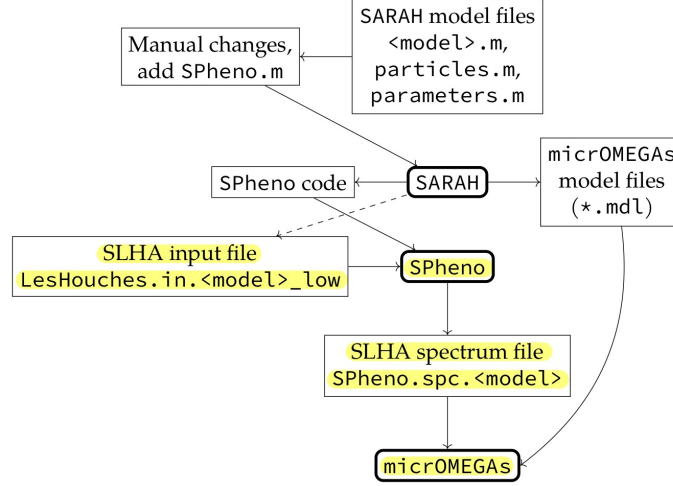 SARAH model files
<model>.m,
particles.m,
parameters.m
Manual changes,
add SPheno.m
SPheno code
SARAH
micrOMEGAs
model files
(*.mdl)
SLHA input file
LesHouches.in.<model>_low
SPheno
SLHA spectrum file
SPheno.spc.<model>
micrOMEGAs